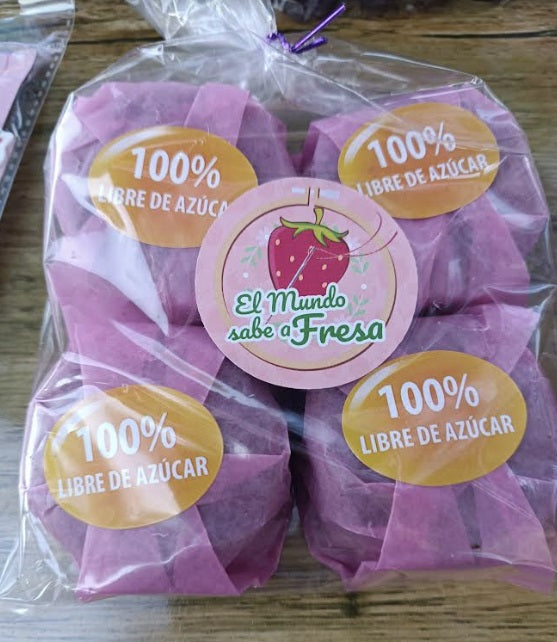 100%
LIBRE DE AZÚCA
100%
LIBRE DE AZÚCAR
El Mundo
sabe a Fresa
100%
LIBRE DE AZÚCAR
100%
LIBRE DE AZÚCAR